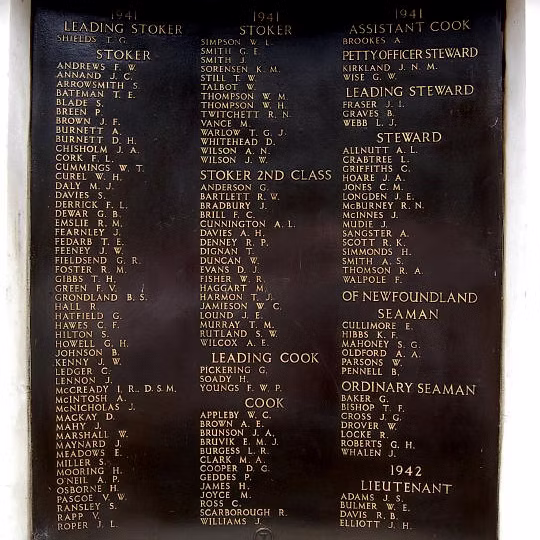 1941
LEADING STOKER
SHIELDS T. G.
STOKER
ANDREWS F. W.
ANNAND J. C.
ARROWSMITH S.
BATEMAN T. E.
BLADE S.
BREEN P.
BROWN J. F.
BURNETT A.
BURNETT D. H.
CHISHOLM J. A.
CORK F. L.
CUMMINGS W. T.
CUREL W. H.
DALY M. J.
DAVIES S.
DERRICK F. L.
DEWAR G. B.
EMSLIE R. M.
FEARNLEY J.
FEDARB T. E.
FEENEY J. W.
FIELDSEND G. R.
FOSTER R. M.
GIBBS T. H.
GREEN F. V.
GRONDLAND B. S.
HALL R.
HATFIELD G.
HAWES C. F.
HILTON S.
HOWELL G. H.
JOHNSON B.
KENNY J. W.
LEDGER C.
LENNON J.
McCREADY I. R., D.S.M.
McINTOSH A.
McNICHOLAS J.
MACKAY D.
MAHY J.
MARSHALL W.
MAYNARD J.
MEADOWS E.
MILLER S.
MOORING H.
O'NEIL A. P.
OSBORNE H.
PASCOE V. W.
RANSLEY S.
RAPP V.
ROPER J. L.
1941
STOKER
SIMPSON W. L.
SMITH G. E.
SMITH J.
SORENSEN K. M.
STILL T. W.
TALBOT W.
THOMPSON W. M.
THOMPSON W. H.
TWITCHETT R. N.
VANCE M.
WARLOW T. G. J.
WHITEHEAD D.
WILSON A. N.
WILSON J. W.
STOKER 2ND CLASS
ANDERSON G.
BARTLETT R. W.
BRADBURY J.
BRILL F. C.
CUNNINGTON A. L.
DAVIES A. H.
DENNEY R. P.
DIGNAN T.
DUNCAN W.
EVANS D. J.
FISHER W. R.
HAGGART M.
HARMON T. J.
JAMIESON W. C.
LOUND J. E.
MURRAY T. M.
RUTLAND S. W.
WILCOX A. E.
LEADING COOK
PICKERING G.
SOADY H.
YOUNGS F. W. P.
COOK
APPLEBY W. C.
BROWN A. E.
BRUNSON J. A.
BRUVIK E. M. J.
BURGESS L. R.
CLARK M. A.
COOPER D. G.
GEDDES P.
JAMES H.
JOYCE M.
ROSS C.
SCARBOROUGH R.
WILLIAMS J.
1941
ASSISTANT COOK
BROOKES A.
PETTY OFFICER STEWARD
KIRKLAND J. N. M.
WISE G. W.
LEADING STEWARD
FRASER J. I.
GRAVES B.
WEBB L. J.
STEWARD
ALLNUTT A. L.
CRABTREE L.
GRIFFITHS C.
HOARE J. A.
JONES C. M.
LONGDEN J. E.
McBURNEY R. N.
McINNES J.
MUDIE J.
SANGSTER A.
SCOTT R. K.
SIMMONDS H.
SMITH A. S.
THOMSON R. A.
WALPOLE F.
OF NEWFOUNDLAND
SEAMAN
CULLIMORE E.
HIBBS K. F.
MAHONEY S. G.
OLDFORD A. A.
PARSONS W.
PENNELL B.
ORDINARY SEAMAN
BAKER G.
BISHOP T. F.
CROSS J. G.
DROVER W.
LOCKE R.
ROBERTS G. H.
WHALEN J.
1942
LIEUTENANT
ADAMS J. S.
BULMER W. E.
DAVIS R. B.
ELLIOTT J. H.